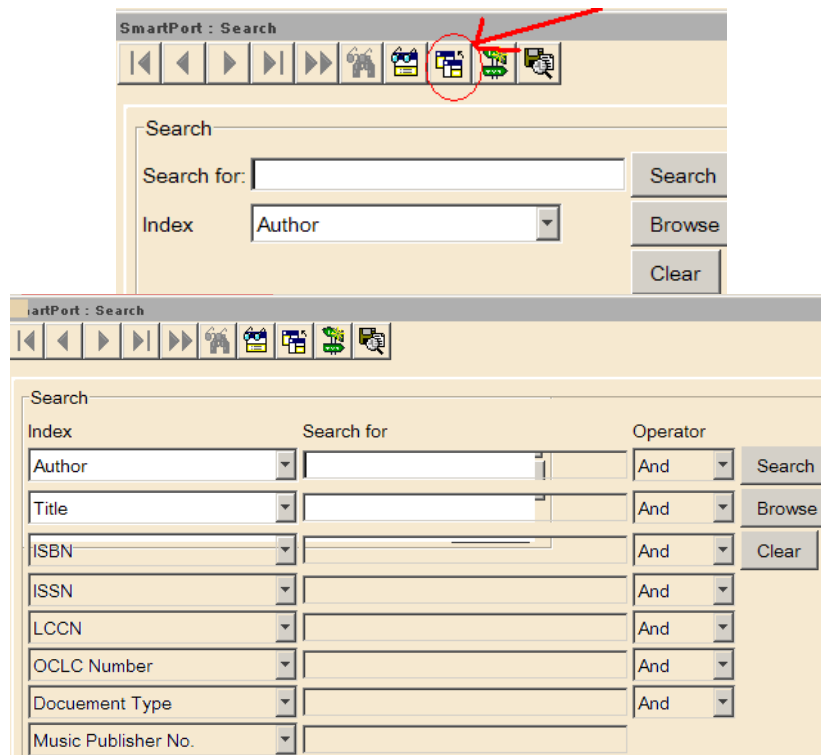 SmartPort : Search
Search
Search for: Search
Index Author Browse
Clear
artPort : Search
Search
Index Search for Operator
Author And Search
Title And Browse
ISBN And Clear
ISSN And
LCCN And
OCLC Number And
Docuement Type And
Music Publisher No.